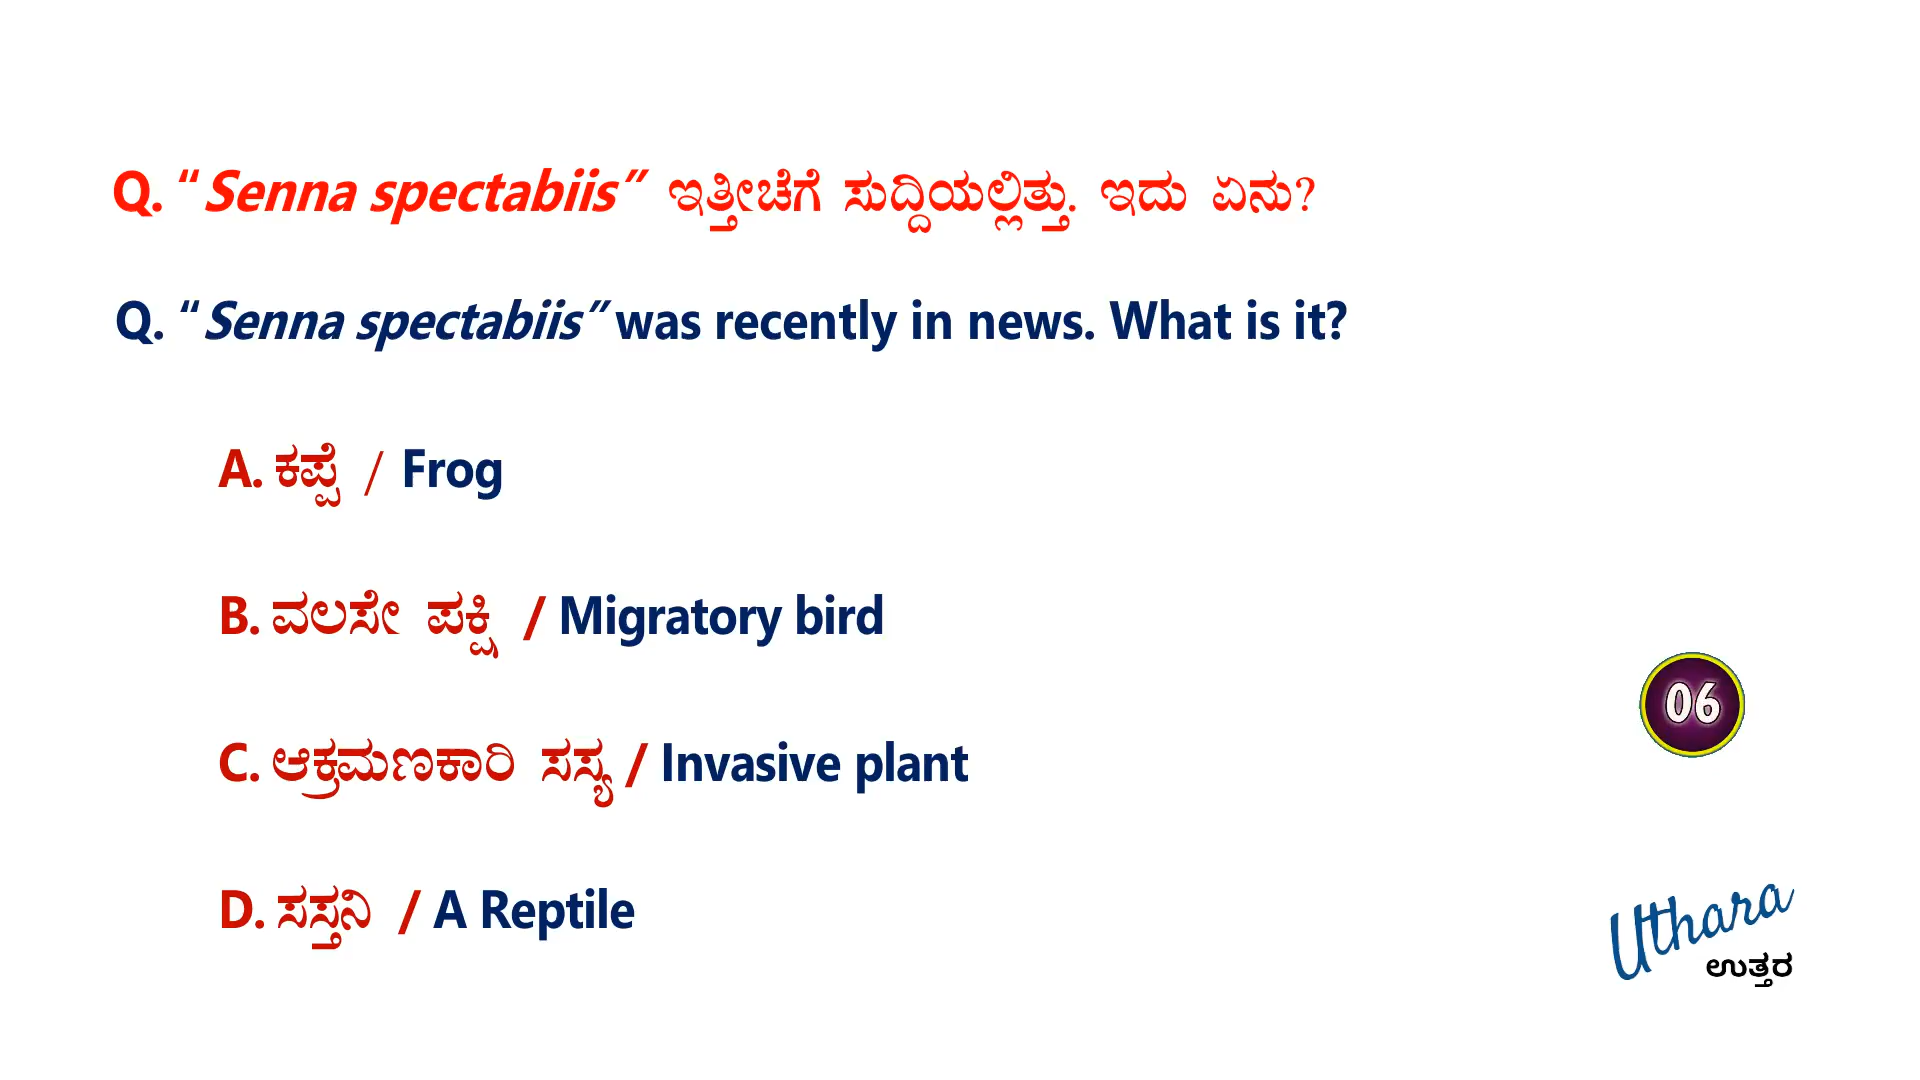 Q. “Senna spectabiis” ಇತ್ತೀಚೆಗೆ ಸುದ್ದಿಯಲ್ಲಿತ್ತು. ಇದು ಏನು?
Q. “Senna spectabiis” was recently in news. What is it?
A. ಕಪ್ಪೆ / Frog
B. ವಲಸೇ ಪಕ್ಷಿ / Migratory bird
C. ಆಕ್ರಮಣಕಾರಿ ಸಸ್ಯ / Invasive plant
06
D. ಸಸ್ತನಿ / A Reptile
Uthara
ಉತ್ತರ